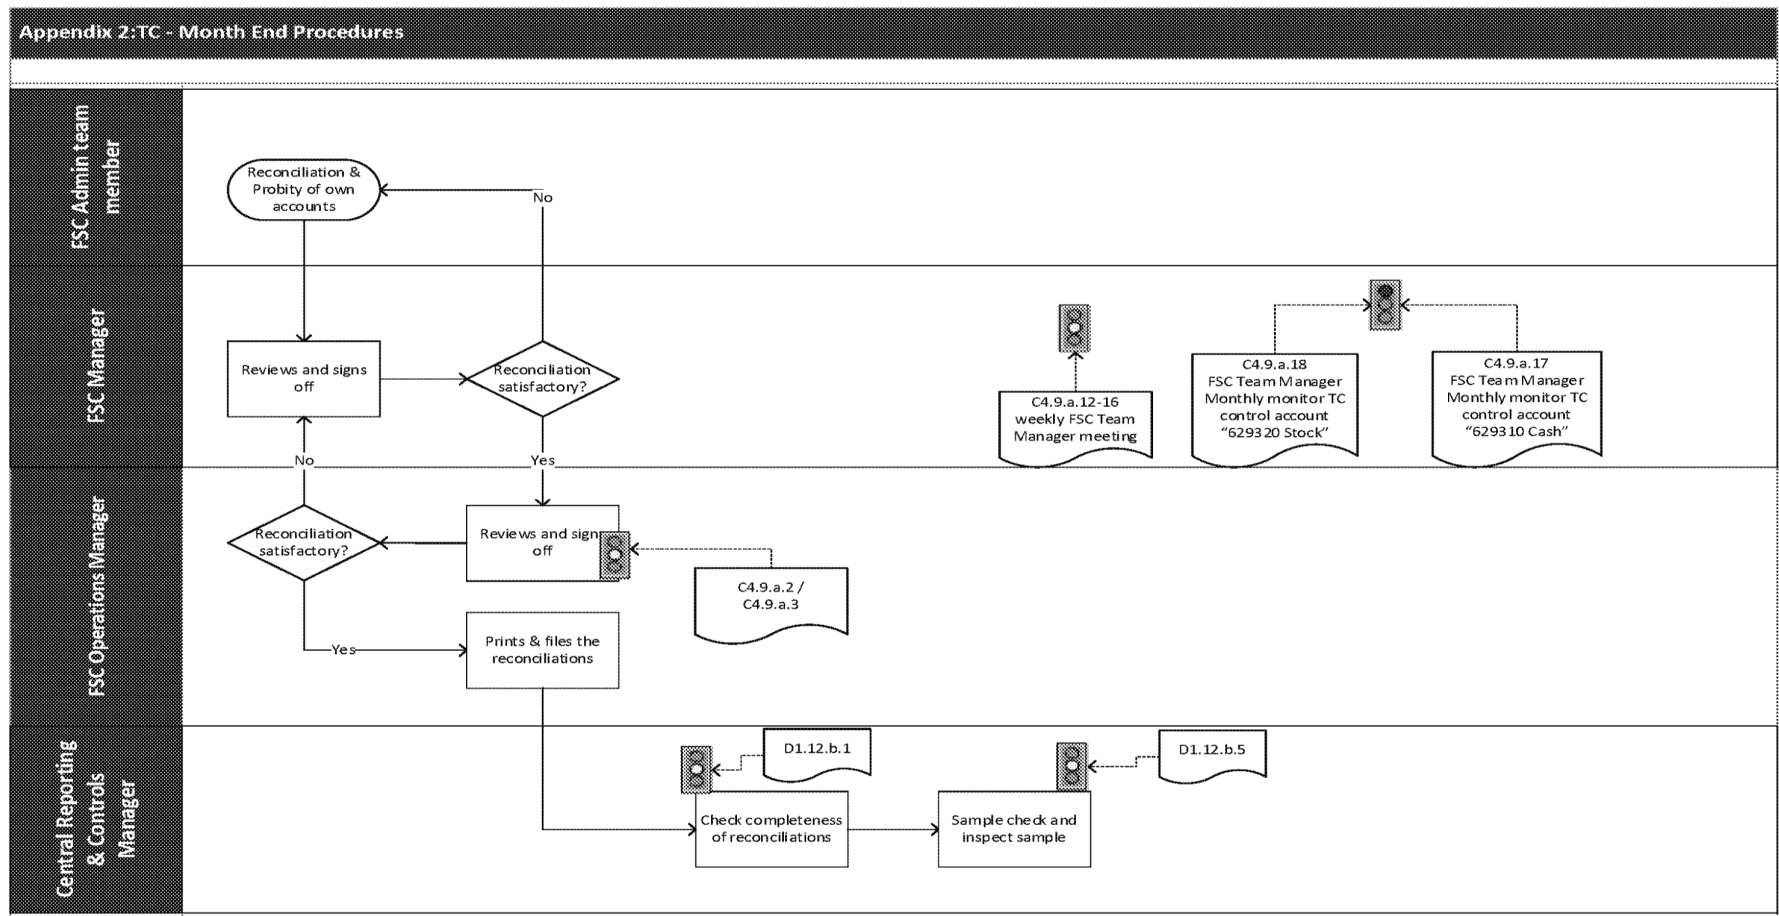 Appendix 2:TC - Month End Procedures
FSC Admin team
member
Reconciliation &
Probity of own
accounts
No
FSC Manager
Reviews and signs
off
Reconciliation
satisfactory?
C4.9.a.12-16
weekly FSC Team
Manager meeting
C4.9.a.18
FSC Team Manager
Monthly monitor TC
control account
“629320 Stock”
C4.9.a.17
FSC Team Manager
Monthly monitor TC
control account
“629310 Cash”
No
Yes
FSC Operations Manager
Reconciliation
satisfactory?
Reviews and sign
off
C4.9.a.2 /
C4.9.a.3
Yes
Prints & files the
reconciliations
Central Reporting
& Controls
Manager
D1.12.b.1
D1.12.b.5
Check completeness
of reconciliations
Sample check and
inspect sample